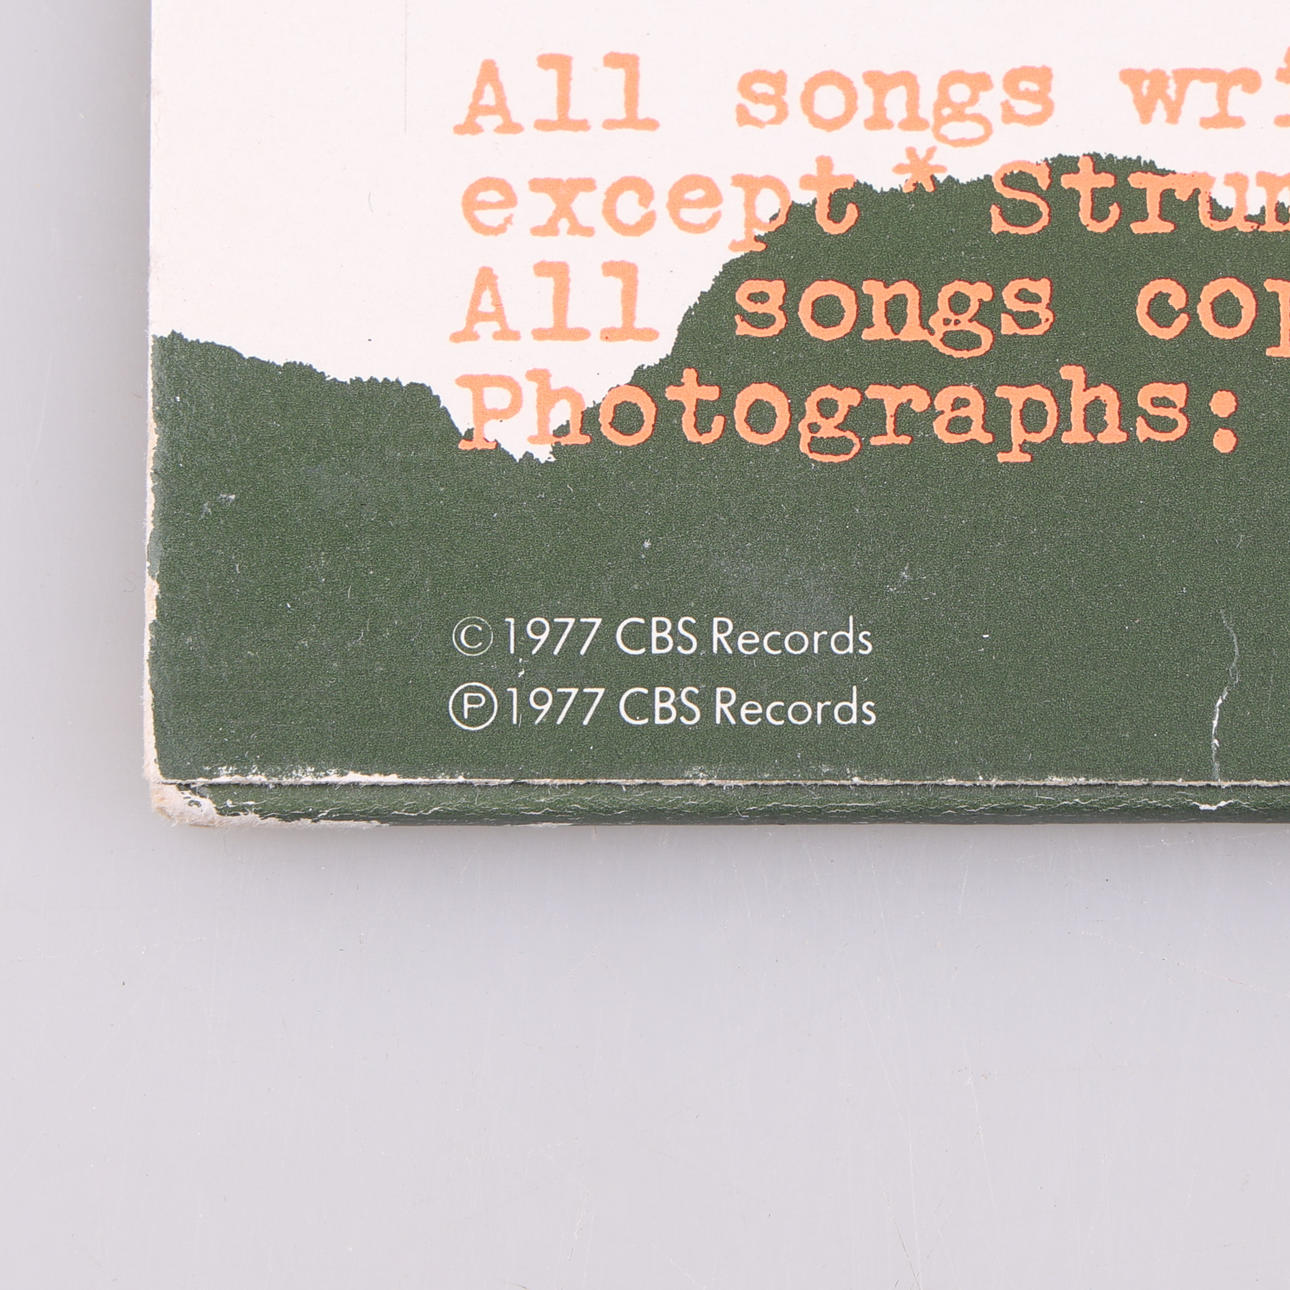 All songs wri
except * Strum
All songs cop
Photographs:
© 1977 CBS Records
℗ 1977 CBS Records